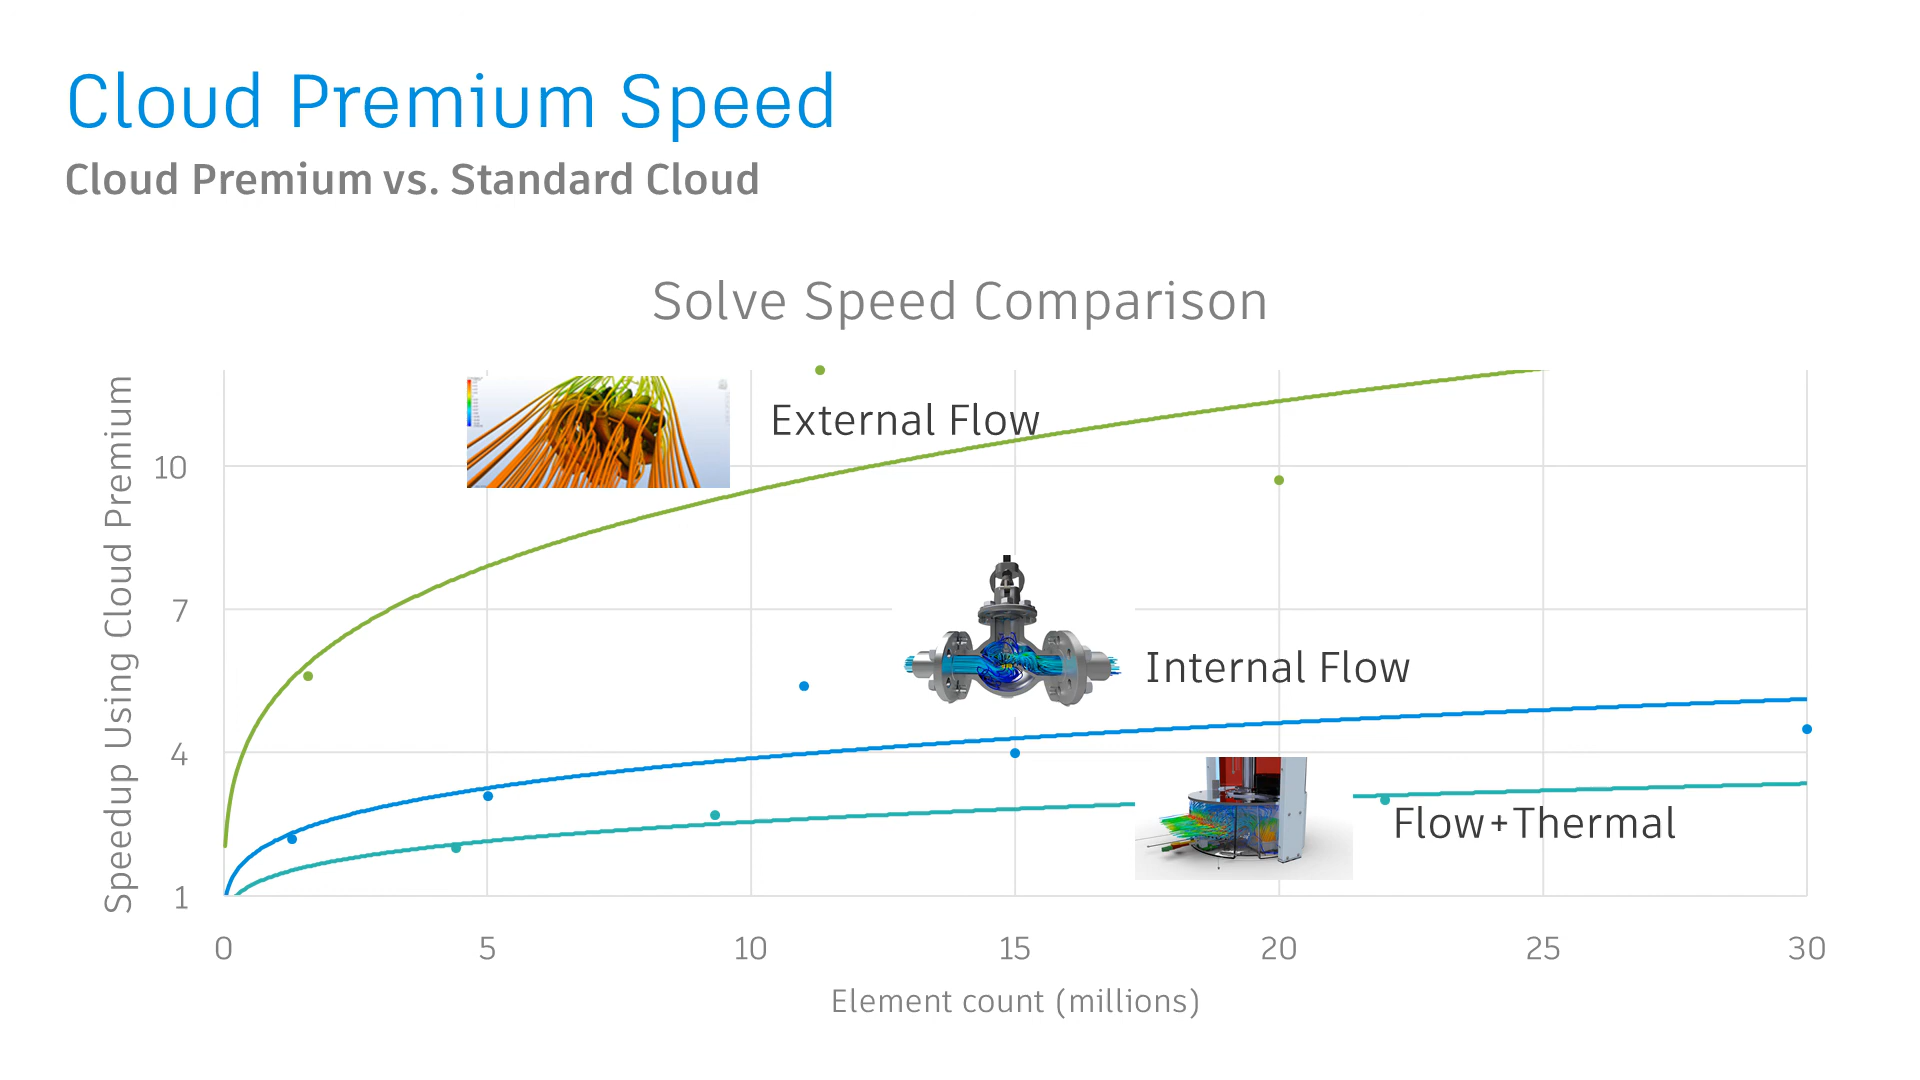 Cloud Premium Speed
Cloud Premium vs. Standard Cloud
Solve Speed Comparison
Speedup Using Cloud Premium
10
7
4
1
External Flow
Internal Flow
Flow+Thermal
0 5 10 15 20 25 30
Element count (millions)